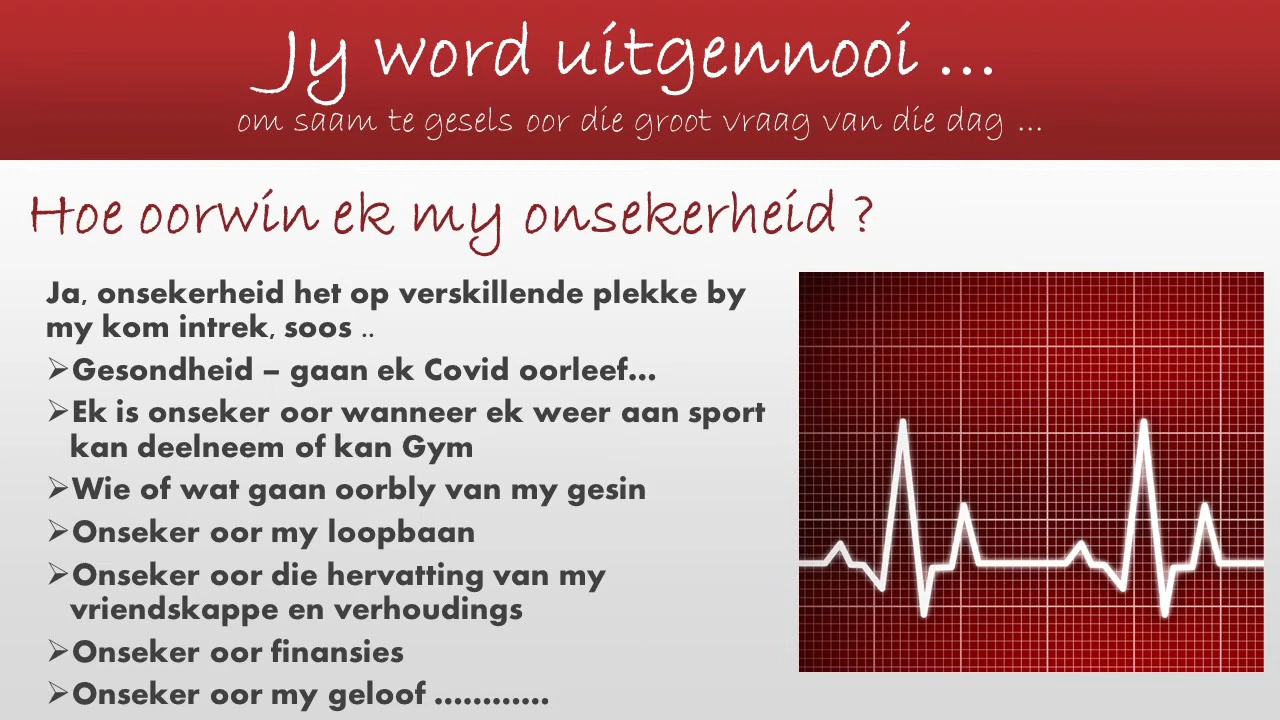 Jy word uitgennooi ...
om saam te gesels oor die groot vraag van die dag ...
Hoe oorwin ek my onsekerheid ?
Ja, onsekerheid het op verskillende plekke by
my kom intrek, soos ..
➢Gesondheid – gaan ek Covid oorleef...
➢Ek is onseker oor wanneer ek weer aan sport
kan deelneem of kan Gym
➢Wie of wat gaan oorbly van my gesin
➢Onseker oor my loopbaan
➢Onseker oor die hervatting van my
vriendskappe en verhoudings
➢Onseker oor finansies
➢Onseker oor my geloof ............